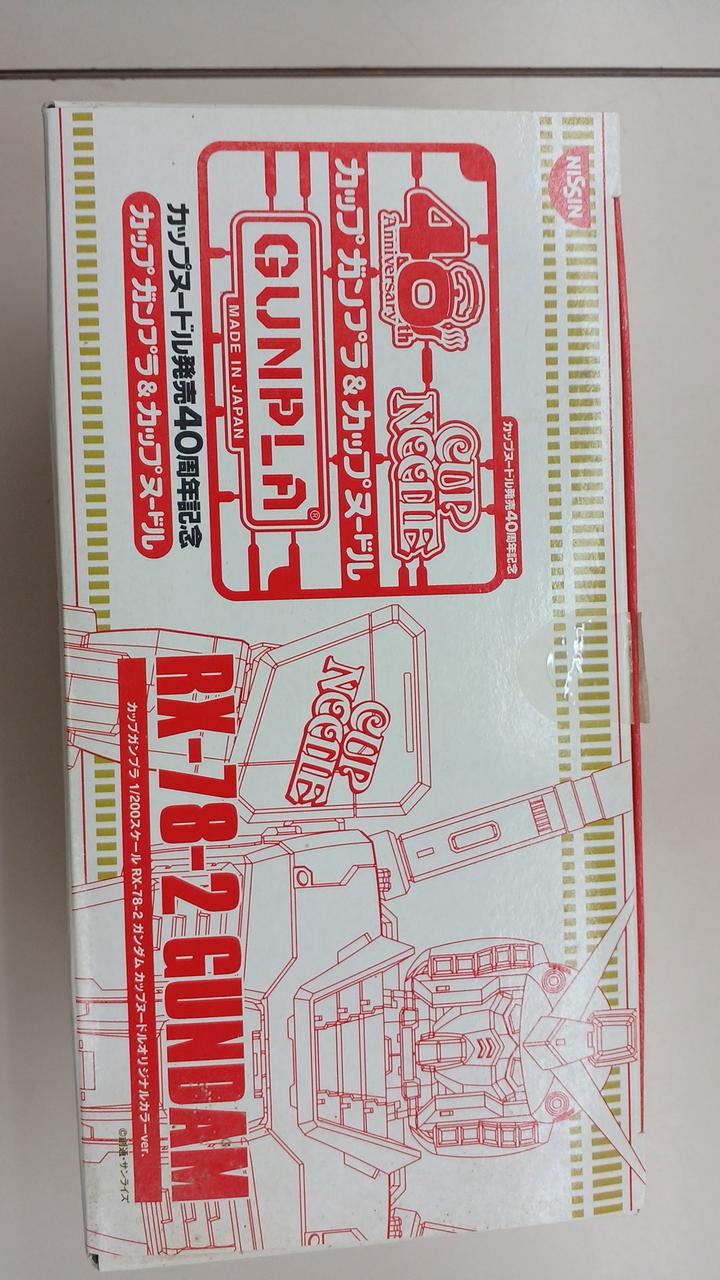 NISSIN
カップヌードル発売40周年記念
40th
Anniversary
CUP
NOODLE
カップガンプラ&カップヌードル
GUNPLA®
MADE IN JAPAN
カップヌードル発売40周年記念
カップガンプラ&カップヌードル
CUP
NOODLE
RX-78-2 GUNDAM
カップガンプラ 1/200スケール RX-78-2 ガンダム カップヌードルオリジナルカラーver.
©創通・サンライズ